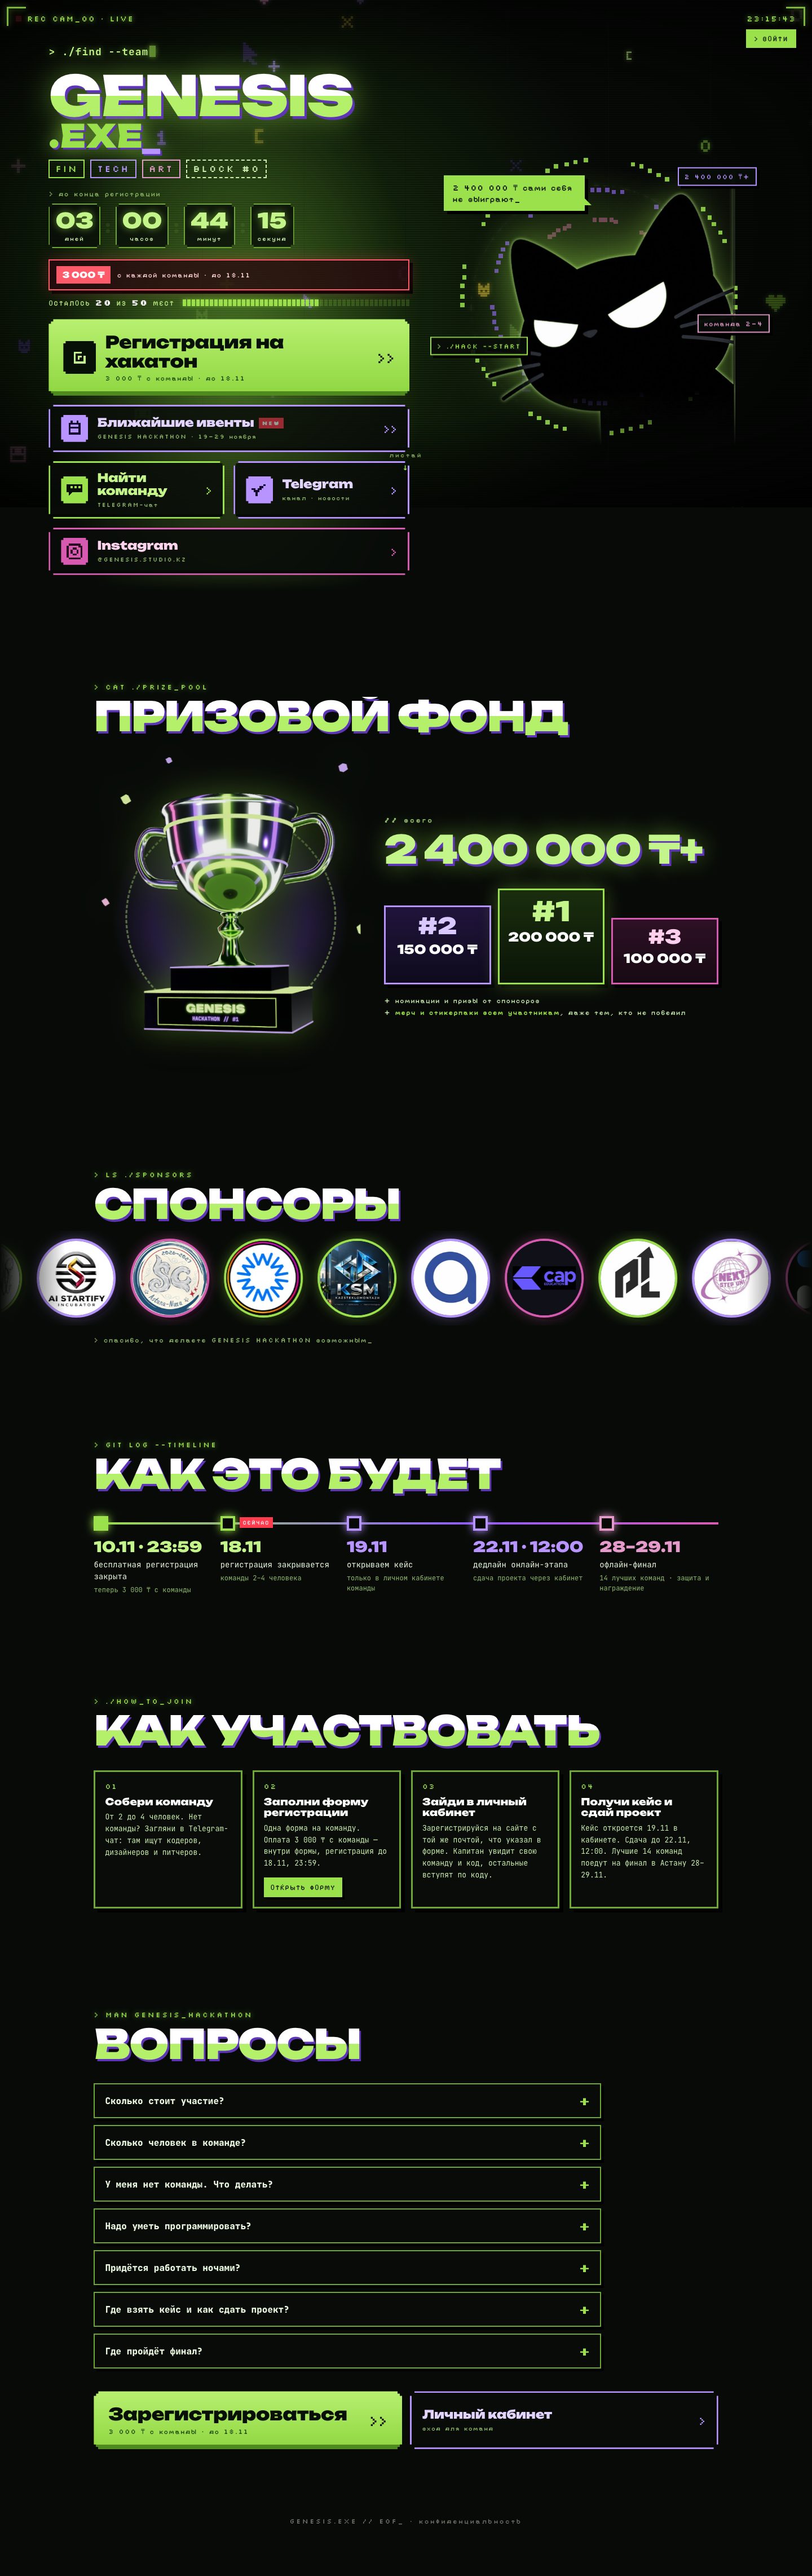 REC CAM_00 · LIVE
23:15:43
> ВОЙТИ
> ./find --team
GENESIS
.EXE_
FIN
TECH
ART
BLOCK #0
> до конца регистрации
03
00
44
15
дней
часов
минут
секунд
3 000 ₸ с каждой команды · до 18.11
Осталось 20 из 50 мест
Регистрация на
хакатон
3 000 ₸ с команды · до 18.11
>>
Ближайшие ивенты NEW
GENESIS HACKATHON · 19–29 ноября
>>
листай
Найти
команду
TELEGRAM-чат
>
Telegram
канал · новости
>
Instagram
@GENESIS.STUDIO.KZ
>
2 400 000 ₸ сами себя
не выиграют_
2 400 000 ₸+
команда 2–4
> ./HACK --START
> CAT ./PRIZE_POOL
ПРИЗОВОЙ ФОНД
GENESIS
HACKATHON // #1
// всего
2 400 000 ₸+
#2
150 000 ₸
#1
200 000 ₸
#3
100 000 ₸
+ номинации и призы от спонсоров
+ мерч и стикерпаки всем участникам, даже тем, кто не победил
> LS ./SPONSORS
СПОНСОРЫ
AI STARTIFY
INCUBATOR
SC
KSM
cap
PL
NEXT
STEP UP
> спасибо, что делаете GENESIS HACKATHON возможным_
> GIT LOG --TIMELINE
КАК ЭТО БУДЕТ
СЕЙЧАС
10.11 · 23:59
бесплатная регистрация
закрыта
теперь 3 000 ₸ с команды
18.11
регистрация закрывается
команды 2–4 человека
19.11
открываем кейс
только в личном кабинете
команды
22.11 · 12:00
дедлайн онлайн-этапа
сдача проекта через кабинет
28–29.11
офлайн-финал
14 лучших команд · защита и
награждение
> ./HOW_TO_JOIN
КАК УЧАСТВОВАТЬ
01
Собери команду
От 2 до 4 человек. Нет
команды? Загляни в Telegram-
чат: там ищут кодеров,
дизайнеров и питчеров.
02
Заполни форму
регистрации
Одна форма на команду.
Оплата 3 000 ₸ с команды —
внутри формы, регистрация до
18.11, 23:59.
ОТКРЫТЬ ФОРМУ
03
Зайди в личный
кабинет
Зарегистрируйся на сайте с
той же почтой, что указал в
форме. Капитан увидит свою
команду и код, остальные
вступят по коду.
04
Получи кейс и
сдай проект
Кейс откроется 19.11 в
кабинете. Сдача до 22.11,
12:00. Лучшие 14 команд
поедут на финал в Астану 28–
29.11.
> MAN GENESIS_HACKATHON
ВОПРОСЫ
Сколько стоит участие? +
Сколько человек в команде? +
У меня нет команды. Что делать? +
Надо уметь программировать? +
Придётся работать ночами? +
Где взять кейс и как сдать проект? +
Где пройдёт финал? +
Зарегистрироваться
3 000 ₸ с команды · до 18.11
>>
Личный кабинет
вход для команд
>
GENESIS.EXE // EOF_ · конфиденциальность